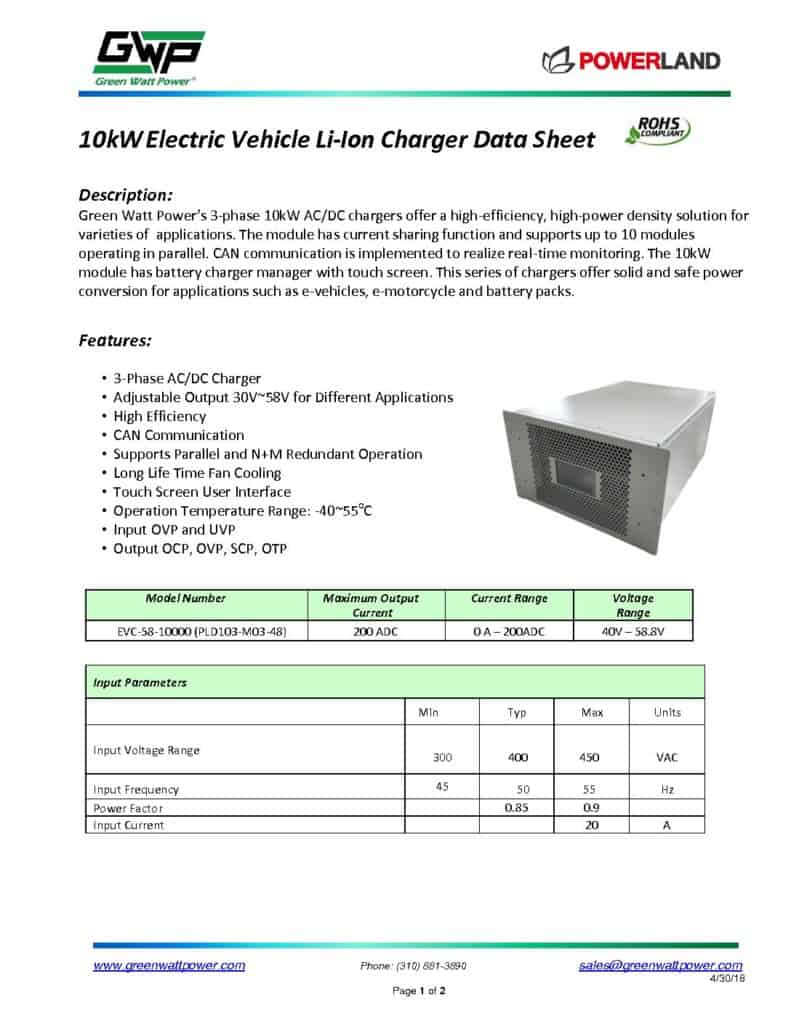 GWP
Green Watt Power®
POWERLAND
10kW Electric Vehicle Li-Ion Charger Data Sheet
ROHS
COMPLIANT
Description:
Green Watt Power's 3-phase 10kW AC/DC chargers offer a high-efficiency, high-power density solution for
varieties of applications. The module has current sharing function and supports up to 10 modules
operating in parallel. CAN communication is implemented to realize real-time monitoring. The 10kW
module has battery charger manager with touch screen. This series of chargers offer solid and safe power
conversion for applications such as e-vehicles, e-motorcycle and battery packs.
Features:
• 3-Phase AC/DC Charger
• Adjustable Output 30V~58V for Different Applications
• High Efficiency
• CAN Communication
• Supports Parallel and N+M Redundant Operation
• Long Life Time Fan Cooling
• Touch Screen User Interface
• Operation Temperature Range: -40~55°C
• Input OVP and UVP
• Output OCP, OVP, SCP, OTP
Model Number Maximum Output Current Current Range Voltage Range
EVC-58-10000 (PLD103-M03-48) 200 ADC 0 A – 200ADC 40V – 58.8V
Input Parameters
Min Typ Max Units
Input Voltage Range 300 400 450 VAC
Input Frequency 45 50 55 Hz
Power Factor 0.85 0.9
Input Current 20 A
www.greenwattpower.com Phone: (310) 881-3890 sales@greenwattpower.com
4/30/18
Page 1 of 2